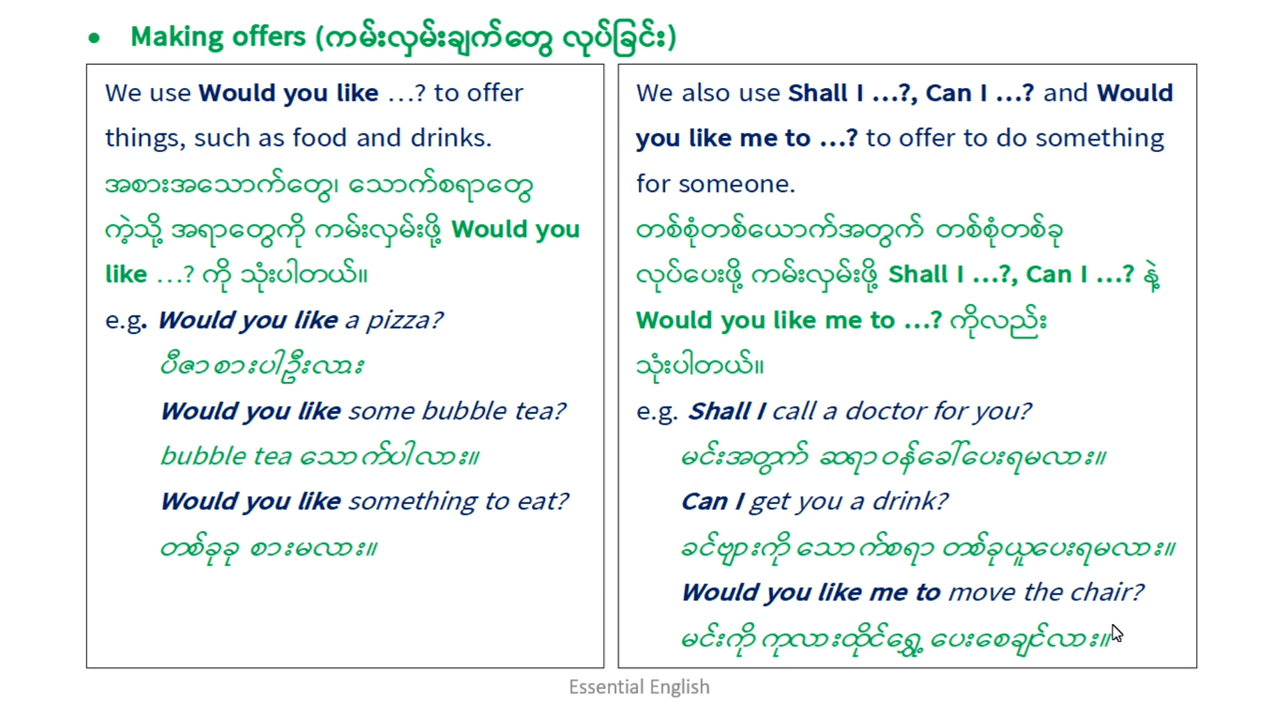 • Making offers (ကမ်းလှမ်းချက်တွေ လုပ်ခြင်း)
We use Would you like …? to offer
things, such as food and drinks.
အစားအသောက်တွေ၊ သောက်စရာတွေ
ကဲ့သို့ အရာတွေကို ကမ်းလှမ်းဖို့ Would you
like …? ကို သုံးပါတယ်။
e.g. Would you like a pizza?
ပီဇာစားပါဦးလား
Would you like some bubble tea?
bubble tea သောက်ပါလား။
Would you like something to eat?
တစ်ခုခု စားမလား။
We also use Shall I …?, Can I …? and Would
you like me to …? to offer to do something
for someone.
တစ်စုံတစ်ယောက်အတွက် တစ်စုံတစ်ခု
လုပ်ပေးဖို့ ကမ်းလှမ်းဖို့ Shall I …?, Can I …? နဲ့
Would you like me to …? ကိုလည်း
သုံးပါတယ်။
e.g. Shall I call a doctor for you?
မင်းအတွက် ဆရာဝန်ခေါ်ပေးရမလား။
Can I get you a drink?
ခင်ဗျားကို သောက်စရာ တစ်ခုယူပေးရမလား။
Would you like me to move the chair?
မင်းကို ကုလားထိုင်ရွှေ့ ပေးစေချင်လား။
Essential English